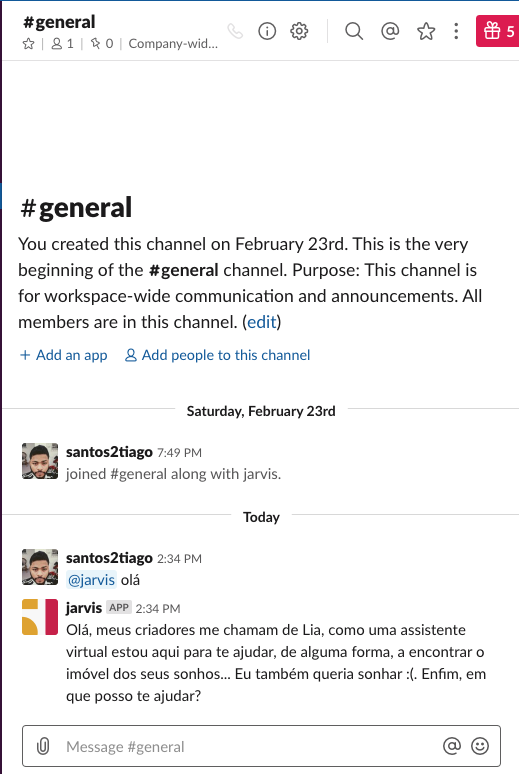 #general
1 | 0 | Company-wid...
5
#general
You created this channel on February 23rd. This is the very
beginning of the #general channel. Purpose: This channel is
for workspace-wide communication and announcements. All
members are in this channel. (edit)
+ Add an app Add people to this channel
Saturday, February 23rd
santos2tiago 7:49 PM
joined #general along with jarvis.
Today
santos2tiago 2:34 PM
@jarvis olá
jarvis APP 2:34 PM
Olá, meus criadores me chamam de Lia, como uma assistente
virtual estou aqui para te ajudar, de alguma forma, a encontrar o
imóvel dos seus sonhos... Eu também queria sonhar :(. Enfim, em
que posso te ajudar?
Message #general